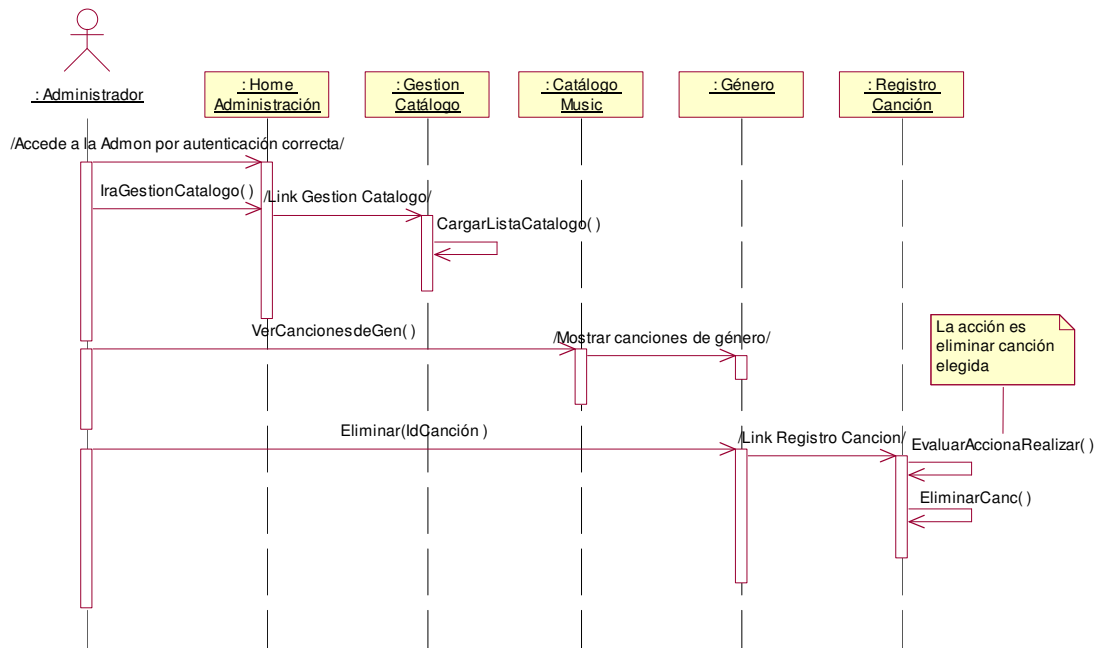 : Administrador
: Home
Administración
: Gestion
Catálogo
: Catálogo
Music
: Género
: Registro
Canción
/Accede a la Admon por autenticación correcta/
IraGestionCatalogo( )
/Link Gestion Catalogo/
CargarListaCatalogo( )
VerCancionesdeGen( )
/Mostrar canciones de género/
La acción es
eliminar canción
elegida
Eliminar(IdCanción )
/Link Registro Cancion/
EvaluarAccionaRealizar( )
EliminarCanc( )